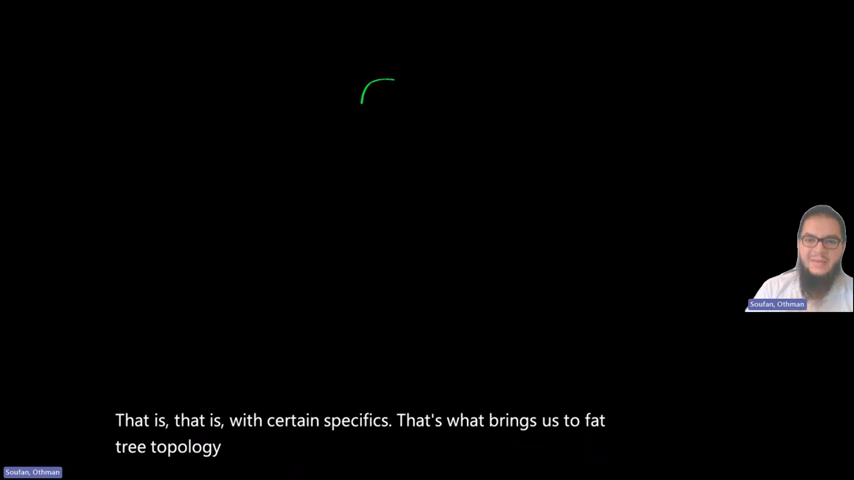 Soufan, Othman
That is, that is, with certain specifics. That's what brings us to fat
tree topology
Soufan, Othman